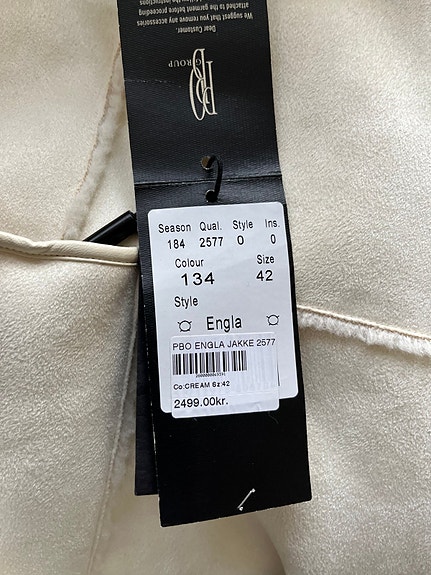 Dear Customer.
We suggest that you remove any accessories
attached to the garment before proceeding
PBO
GROUP
Season Qual. Style Ins.
184 2577 0 0
Colour Size
134 42
Style
Engla
PBO ENGLA JAKKE 2577
Co:CREAM Sz:42
2499.00kr.